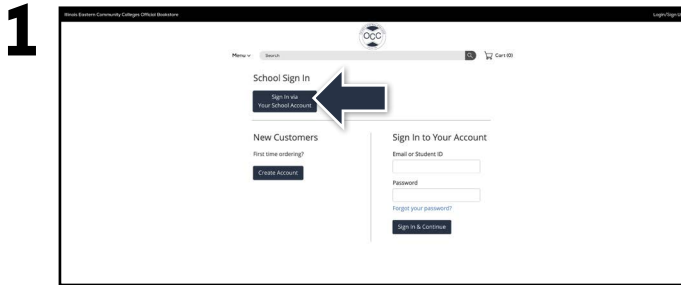 1
Illinois Eastern Community Colleges Official Bookstore
Login/Sign U
OCC
Menu
Search
Cart (0)
School Sign In
Sign In via
Your School Account
New Customers
First time ordering?
Create Account
Sign In to Your Account
Email or Student ID
Password
Forgot your password?
Sign In & Continue